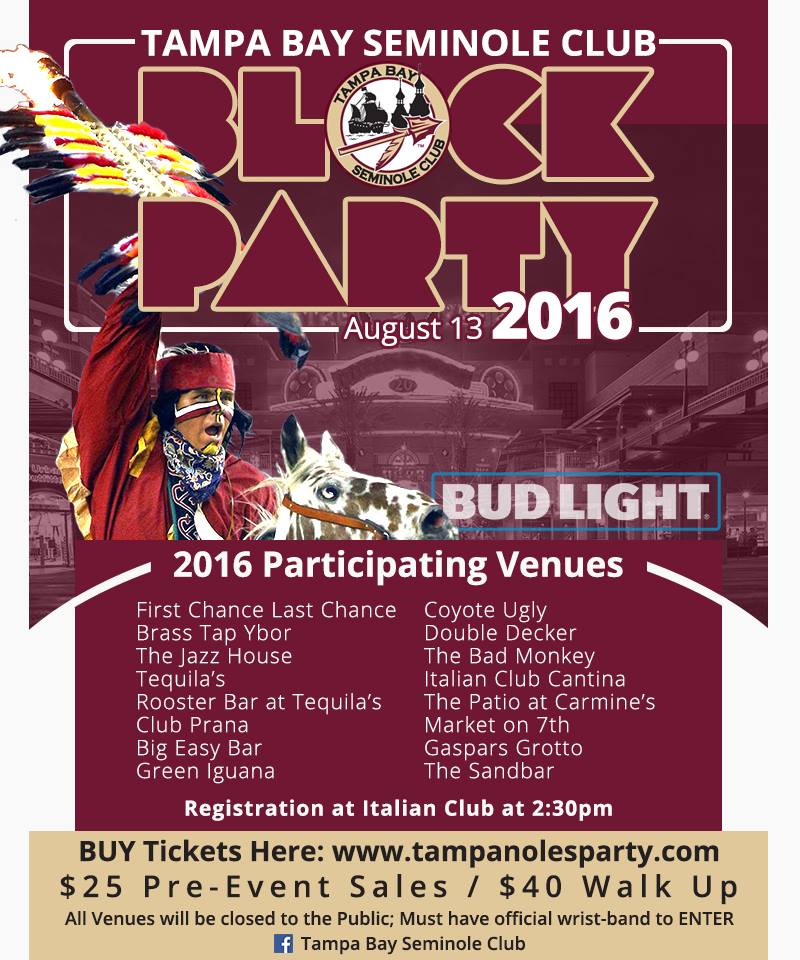 TAMPA BAY SEMINOLE CLUB
BLOCK
TAMPA BAY
SEMINOLE CLUB
TM
PARTY
August 13 2016
20
BUD LIGHT
2016 Participating Venues
First Chance Last Chance
Brass Tap Ybor
The Jazz House
Tequila's
Rooster Bar at Tequila's
Club Prana
Big Easy Bar
Green Iguana
Coyote Ugly
Double Decker
The Bad Monkey
Italian Club Cantina
The Patio at Carmine's
Market on 7th
Gaspars Grotto
The Sandbar
Registration at Italian Club at 2:30pm
BUY Tickets Here: www.tampanolesparty.com
$25 Pre-Event Sales / $40 Walk Up
All Venues will be closed to the Public; Must have official wrist-band to ENTER
Tampa Bay Seminole Club